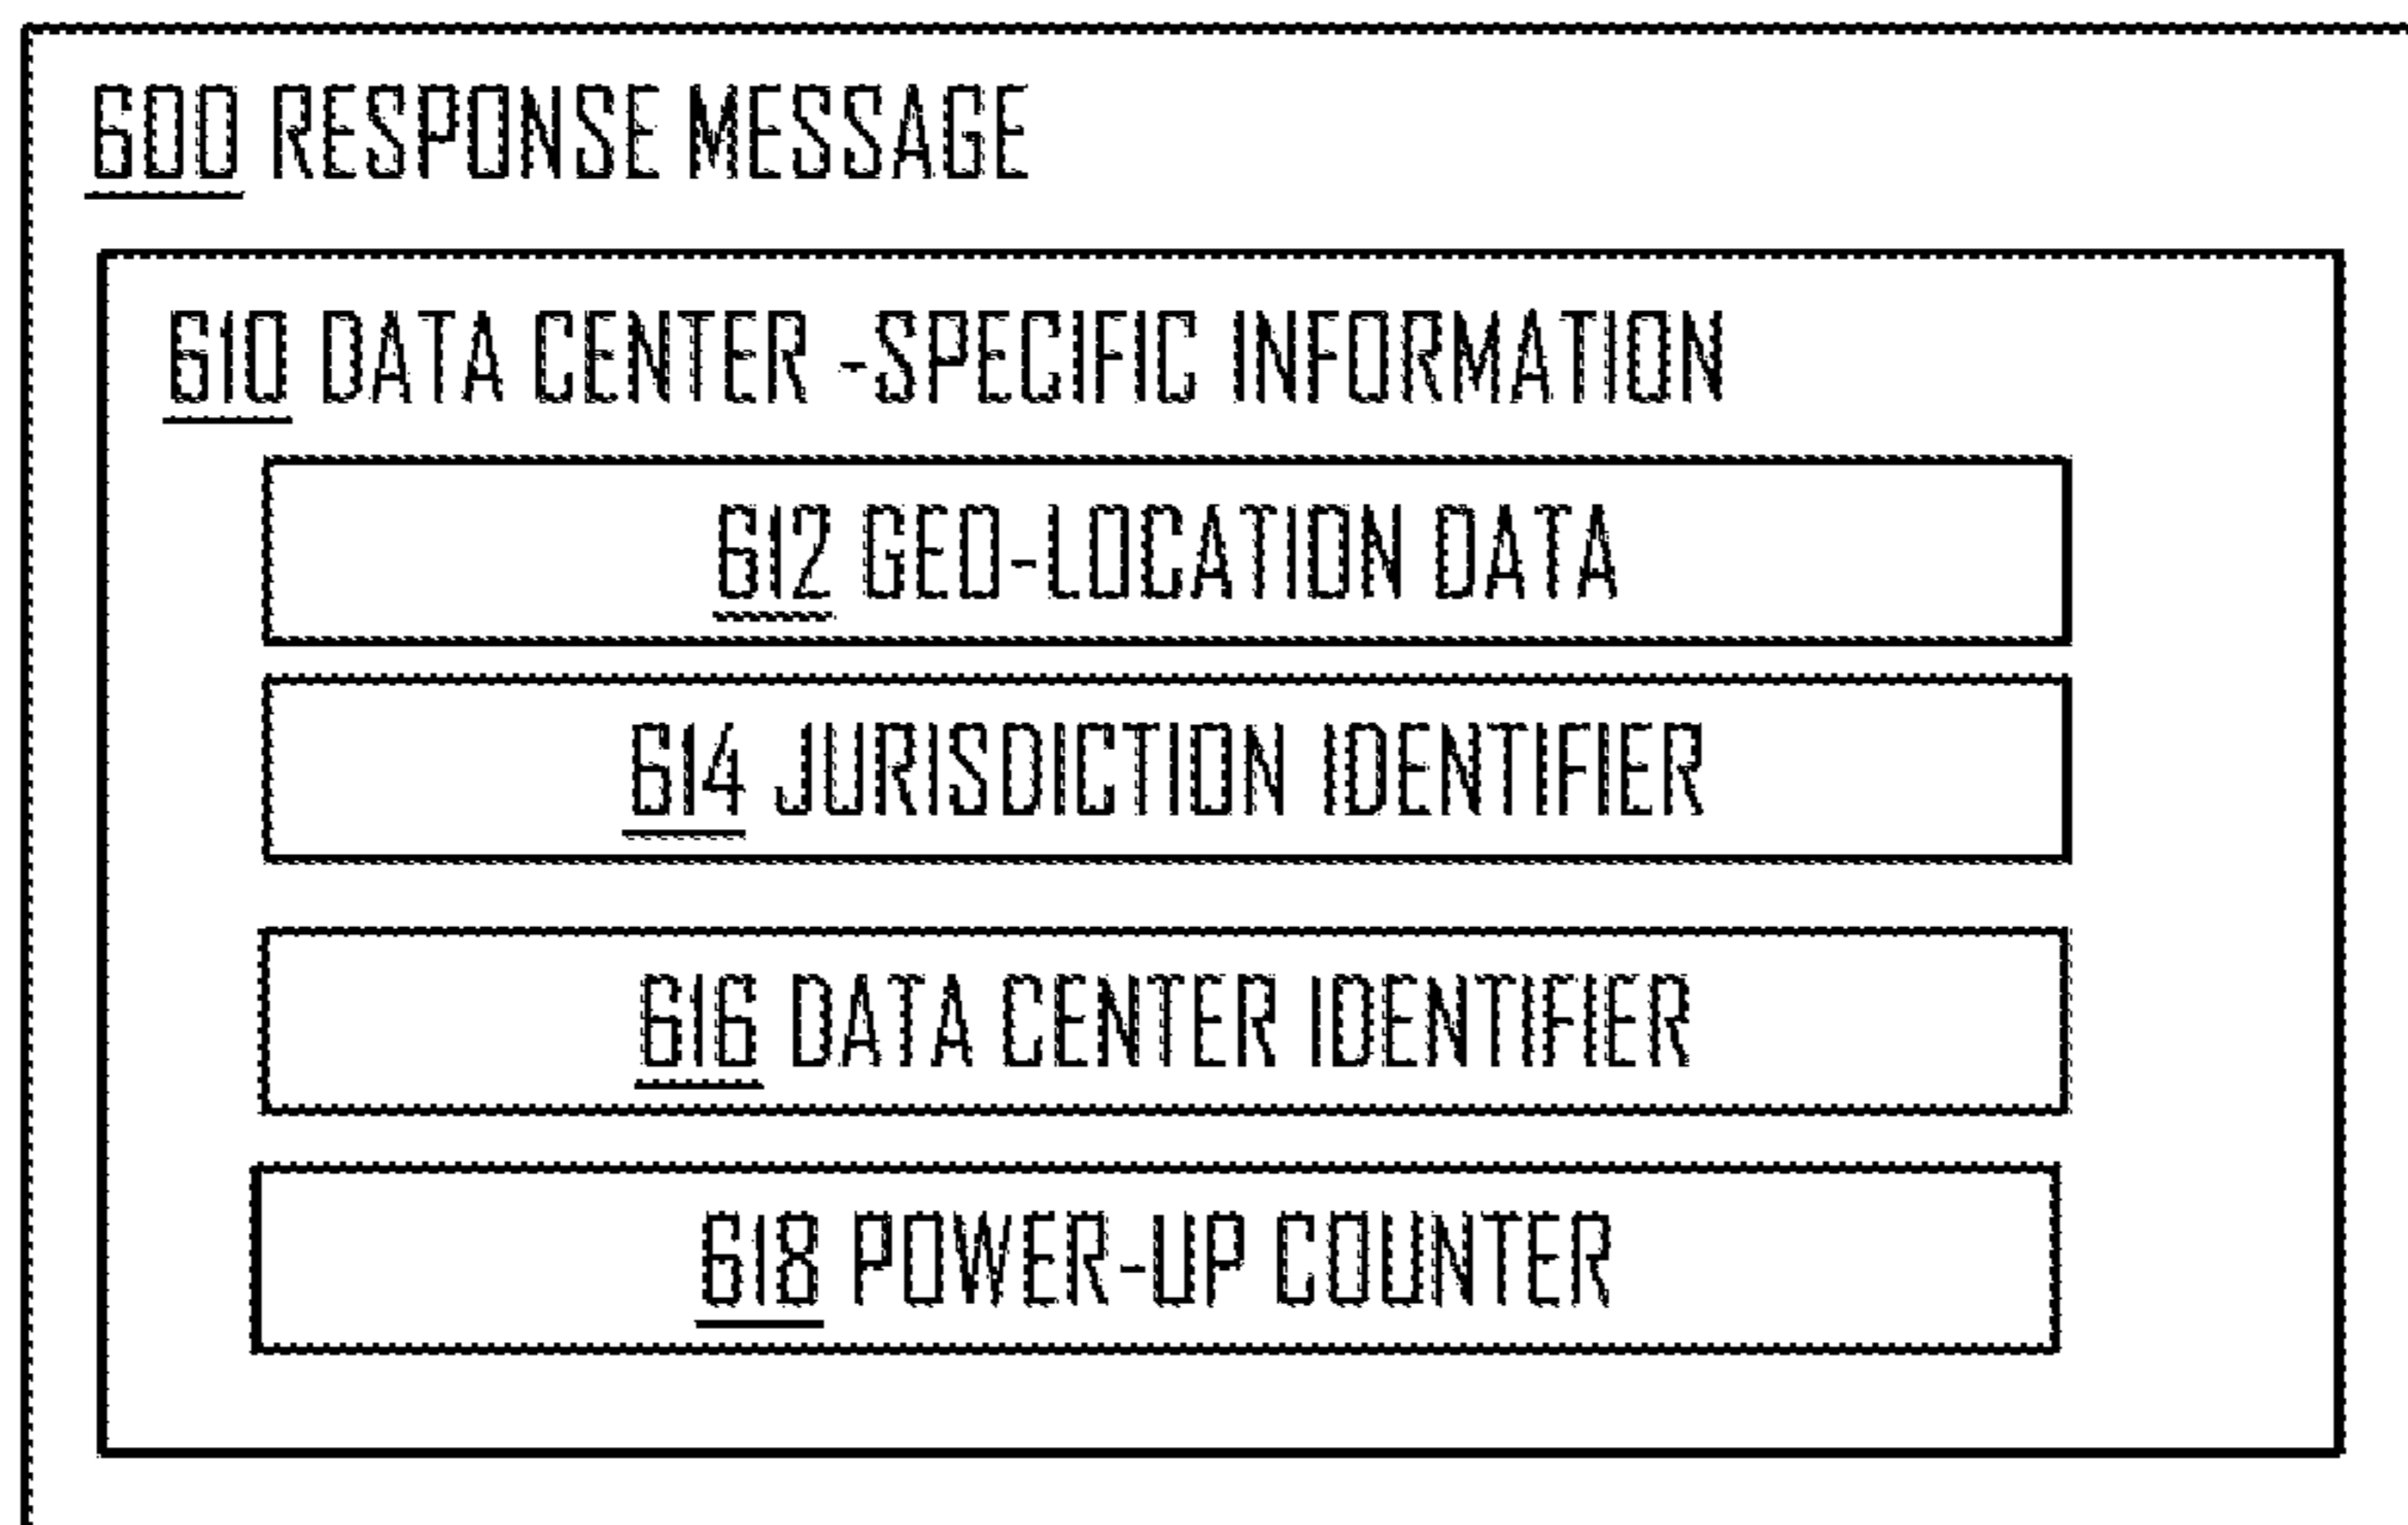 600 RESPONSE MESSAGE
610 DATA CENTER -SPECIFIC INFORMATION
612 GEO-LOCATION DATA
614 JURISDICTION IDENTIFIER
616 DATA CENTER IDENTIFIER
618 POWER-UP COUNTER